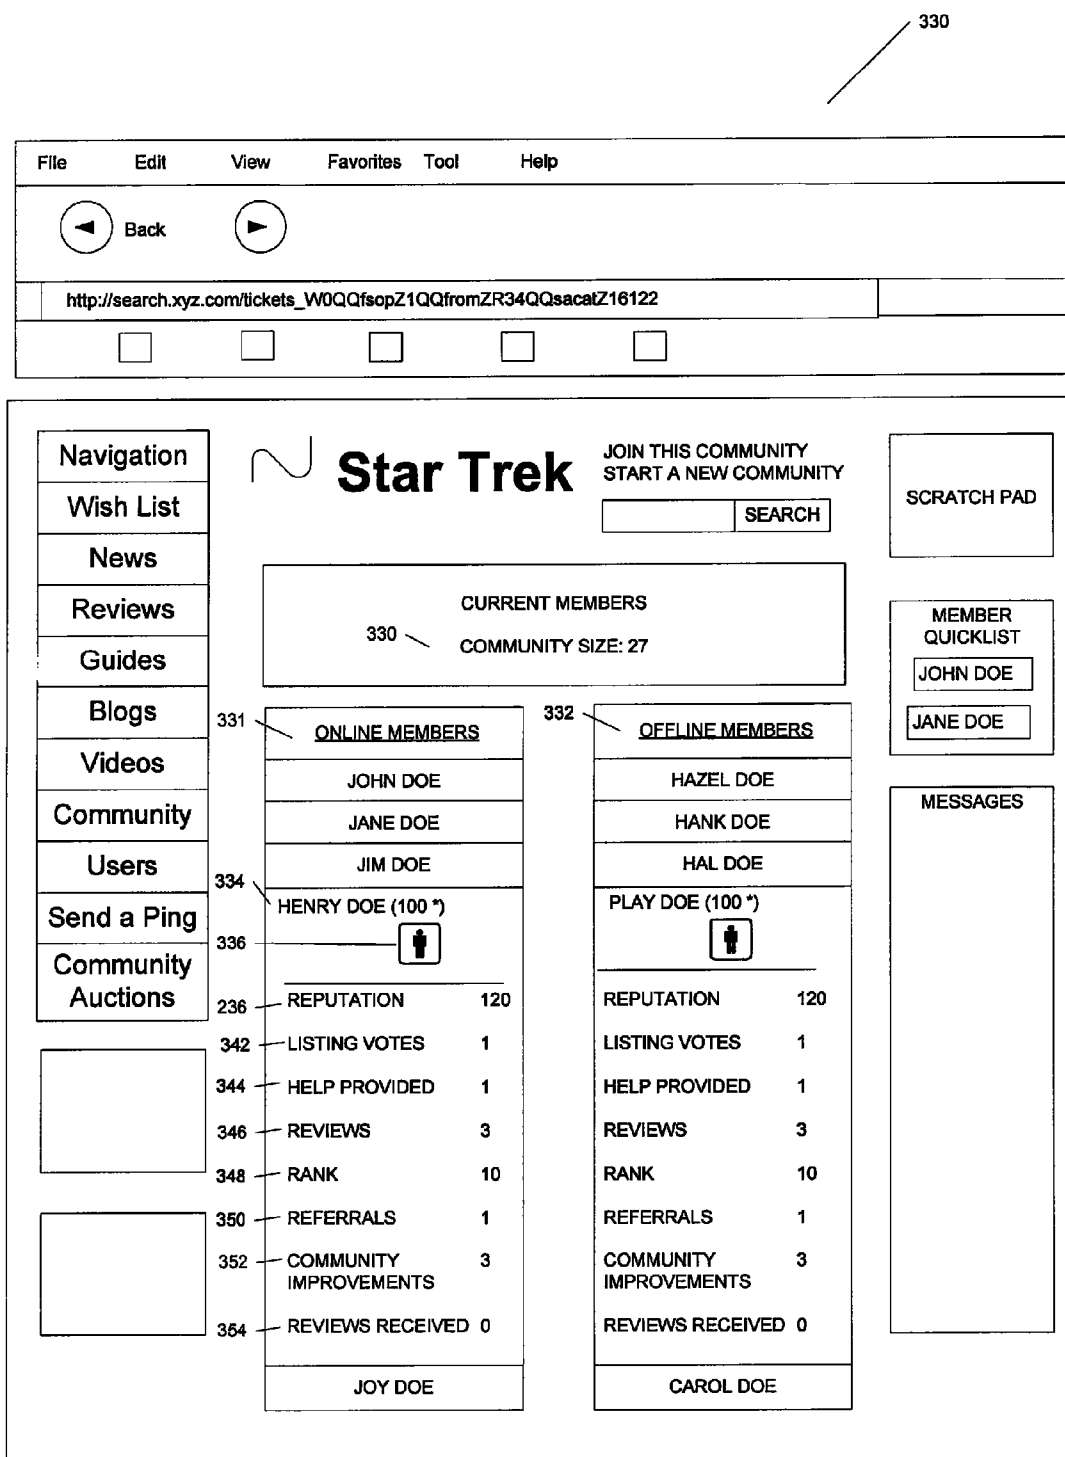 330
File Edit View Favorites Tool Help
Back
http://search.xyz.com/tickets_W0QQfsopZ1QQfromZR34QQsacatZ16122
Navigation
Wish List
News
Reviews
Guides
Blogs
Videos
Community
Users
Send a Ping
Community
Auctions
Star Trek
JOIN THIS COMMUNITY
START A NEW COMMUNITY
SEARCH
CURRENT MEMBERS
330
COMMUNITY SIZE: 27
331
ONLINE MEMBERS
JOHN DOE
JANE DOE
JIM DOE
334
HENRY DOE (100 *)
336
236 REPUTATION 120
342 LISTING VOTES 1
344 HELP PROVIDED 1
346 REVIEWS 3
348 RANK 10
350 REFERRALS 1
352 COMMUNITY 3
IMPROVEMENTS
354 REVIEWS RECEIVED 0
JOY DOE
332
OFFLINE MEMBERS
HAZEL DOE
HANK DOE
HAL DOE
PLAY DOE (100 *)
REPUTATION 120
LISTING VOTES 1
HELP PROVIDED 1
REVIEWS 3
RANK 10
REFERRALS 1
COMMUNITY 3
IMPROVEMENTS
REVIEWS RECEIVED 0
CAROL DOE
SCRATCH PAD
MEMBER
QUICKLIST
JOHN DOE
JANE DOE
MESSAGES